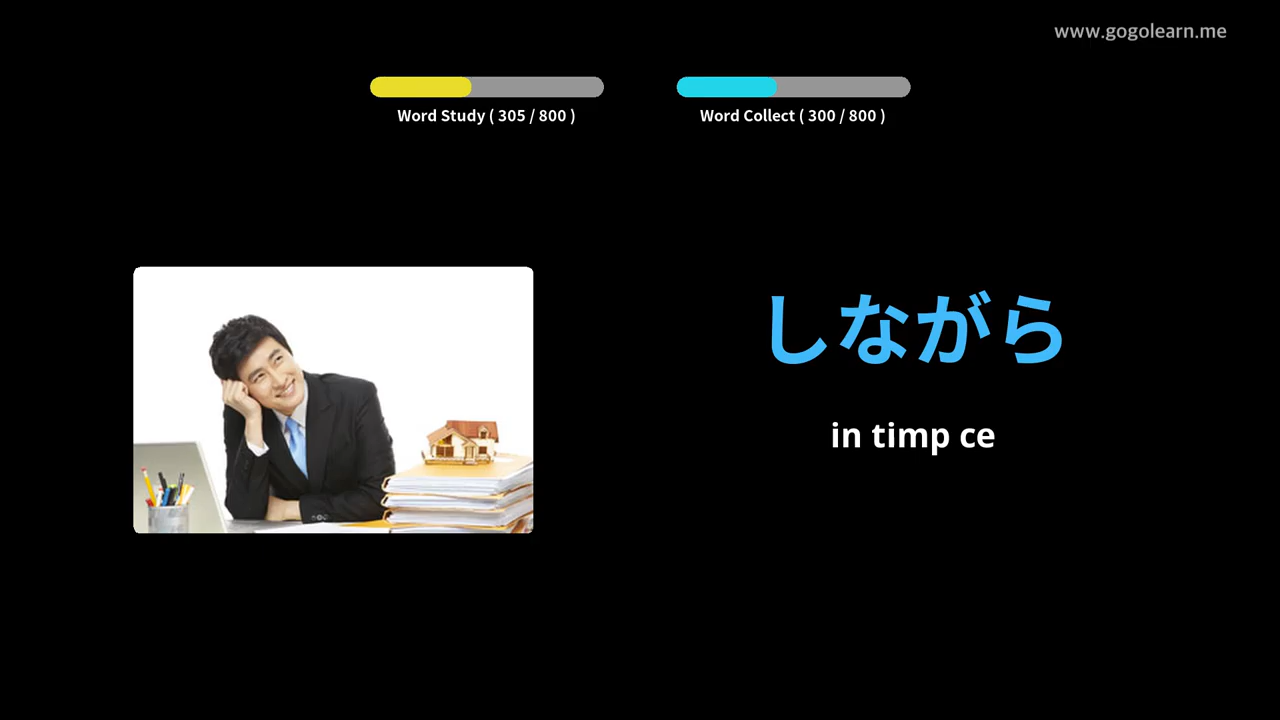 www.gogolearn.me
Word Study ( 305 / 800 )
Word Collect ( 300 / 800 )
しながら
in timp ce